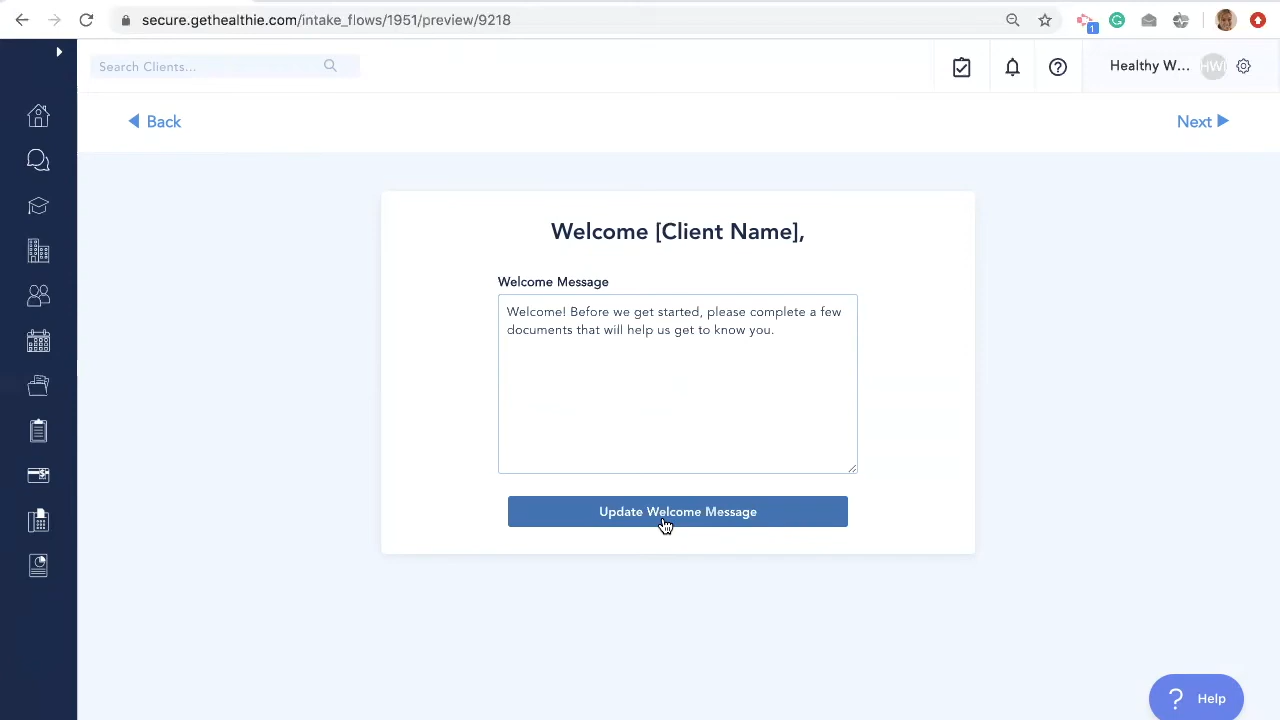 secure.gethealthie.com/intake_flows/1951/preview/9218
1
Search Clients...
Healthy W...
HWI
Back
Next
Welcome [Client Name],
Welcome Message
Welcome! Before we get started, please complete a few
documents that will help us get to know you.
Update Welcome Message
? Help